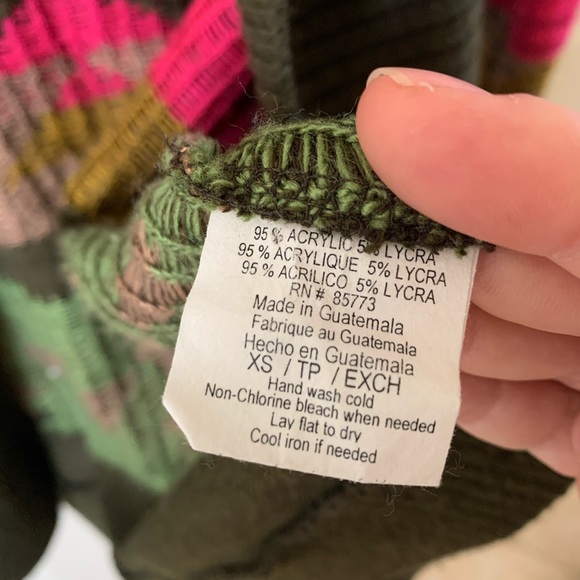 95 % ACRYLIC 5% LYCRA
95 % ACRYLIQUE 5% LYCRA
95 % ACRILICO 5% LYCRA
RN # 85773
Made in Guatemala
Fabrique au Guatemala
Hecho en Guatemala
XS / TP / EXCH
Hand wash cold
Non-Chlorine bleach when needed
Lay flat to dry
Cool iron if needed